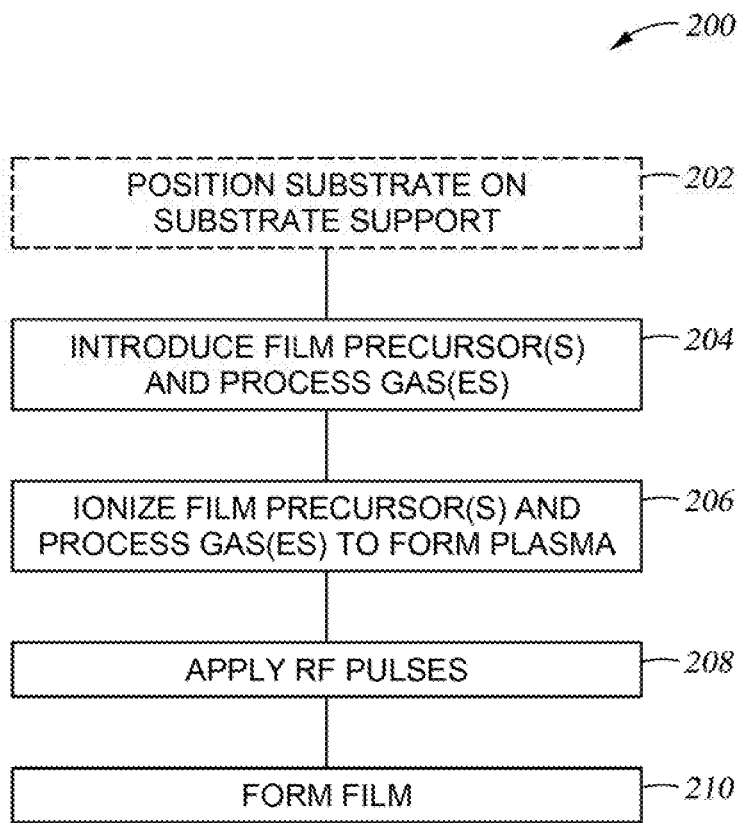 200
POSITION SUBSTRATE ON
SUBSTRATE SUPPORT
202
INTRODUCE FILM PRECURSOR(S)
AND PROCESS GAS(ES)
204
IONIZE FILM PRECURSOR(S) AND
PROCESS GAS(ES) TO FORM PLASMA
206
APPLY RF PULSES
208
FORM FILM
210